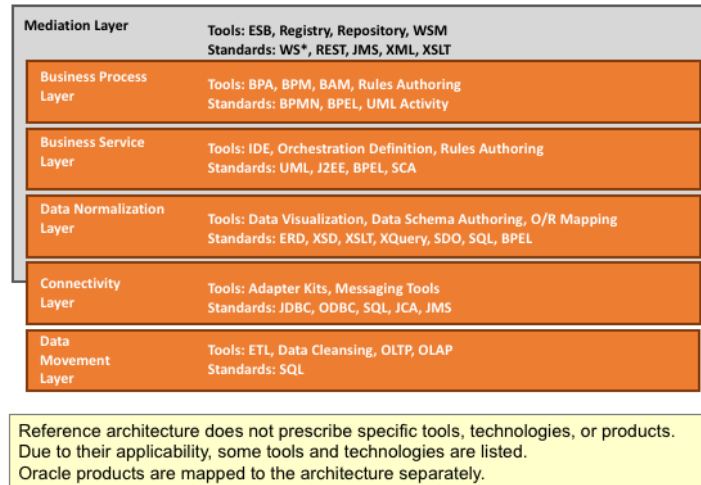 Mediation Layer
Tools: ESB, Registry, Repository, WSM
Standards: WS*, REST, JMS, XML, XSLT
Business Process
Layer
Tools: BPA, BPM, BAM, Rules Authoring
Standards: BPMN, BPEL, UML Activity
Business Service
Layer
Tools: IDE, Orchestration Definition, Rules Authoring
Standards: UML, J2EE, BPEL, SCA
Data Normalization
Layer
Tools: Data Visualization, Data Schema Authoring, O/R Mapping
Standards: ERD, XSD, XSLT, XQuery, SDO, SQL, BPEL
Connectivity
Layer
Tools: Adapter Kits, Messaging Tools
Standards: JDBC, ODBC, SQL, JCA, JMS
Data
Movement
Layer
Tools: ETL, Data Cleansing, OLTP, OLAP
Standards: SQL
Reference architecture does not prescribe specific tools, technologies, or products.
Due to their applicability, some tools and technologies are listed.
Oracle products are mapped to the architecture separately.